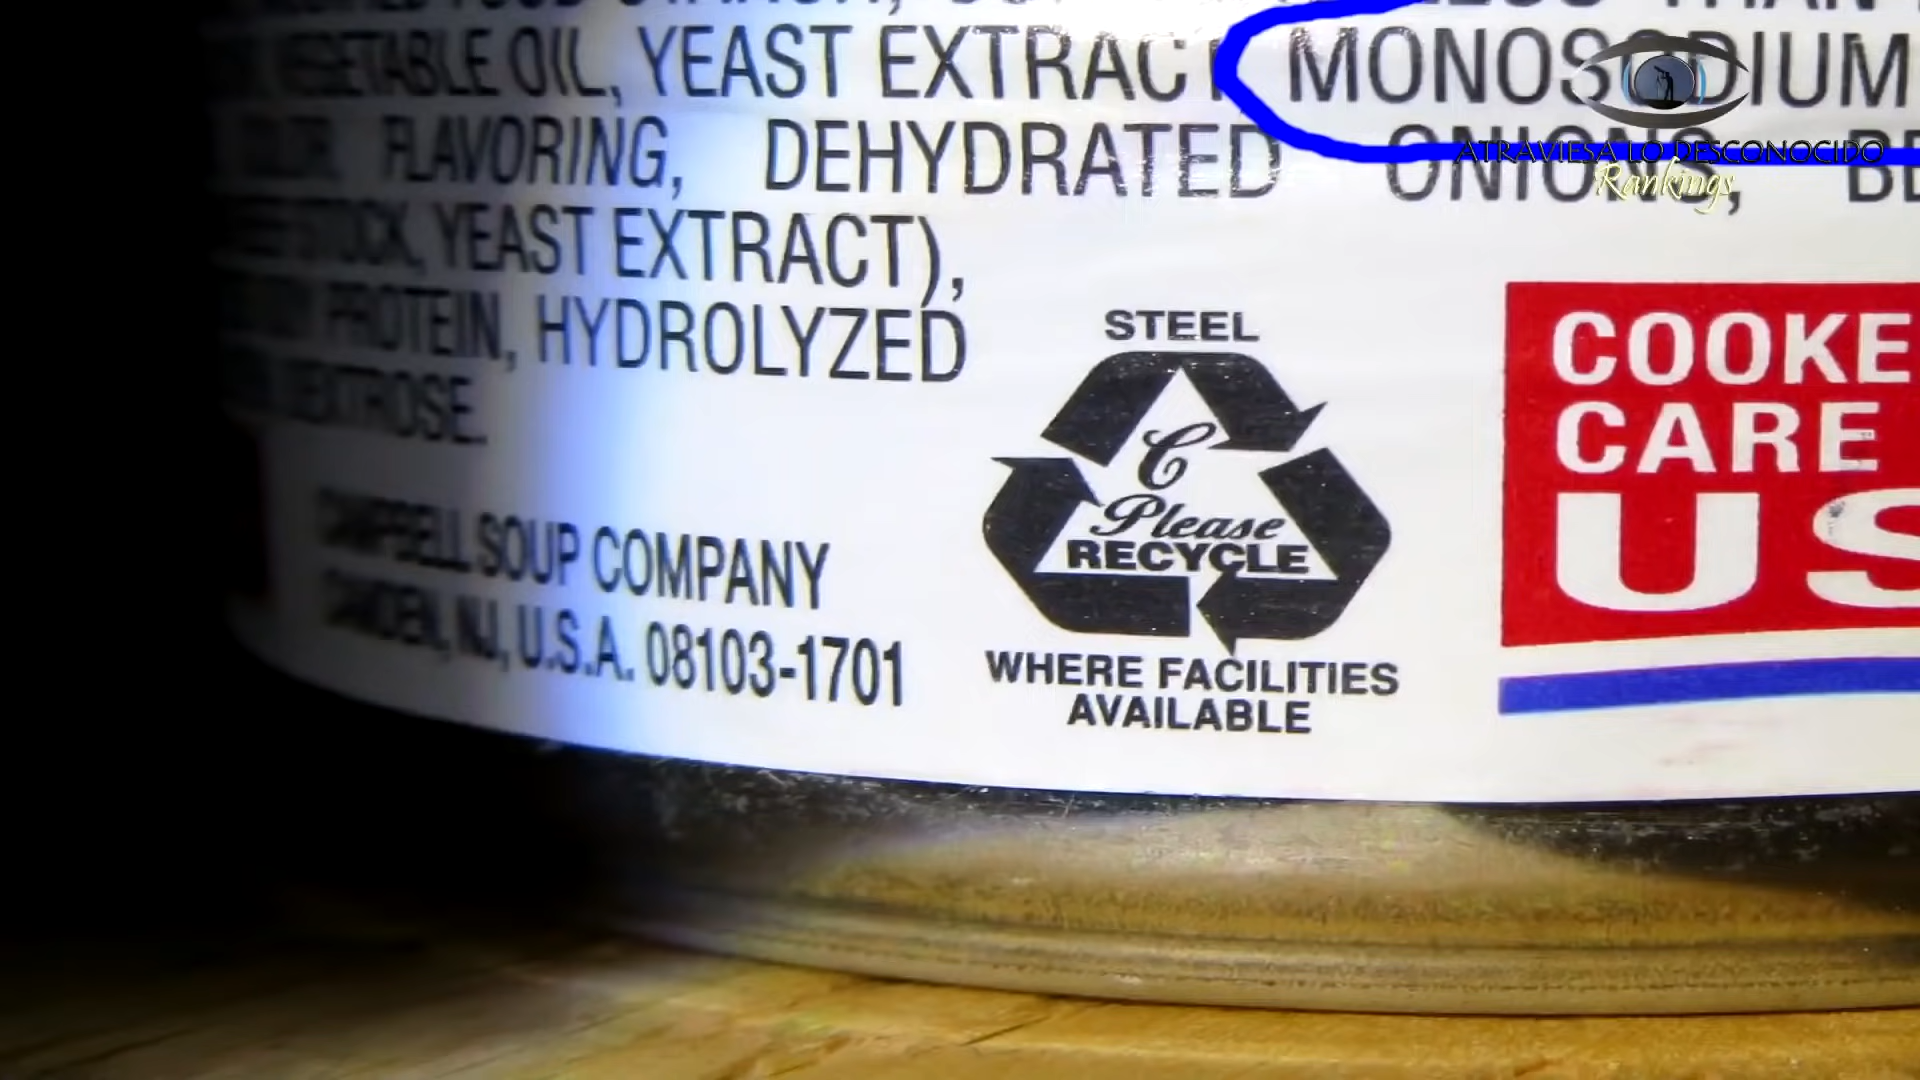 VEGETABLE OIL, YEAST EXTRACT MONOSODIUM
FLAVORING, DEHYDRATED ONIONS,
STOCK, YEAST EXTRACT),
PROTEIN, HYDROLYZED
DEXTROSE.
CAMPBELL SOUP COMPANY
CAMDEN, NJ, U.S.A. 08103-1701
STEEL
C
Please
RECYCLE
WHERE FACILITIES
AVAILABLE
COOKE
CARE
US
ATRAVIESA LO DESCONOCIDO
Rankings